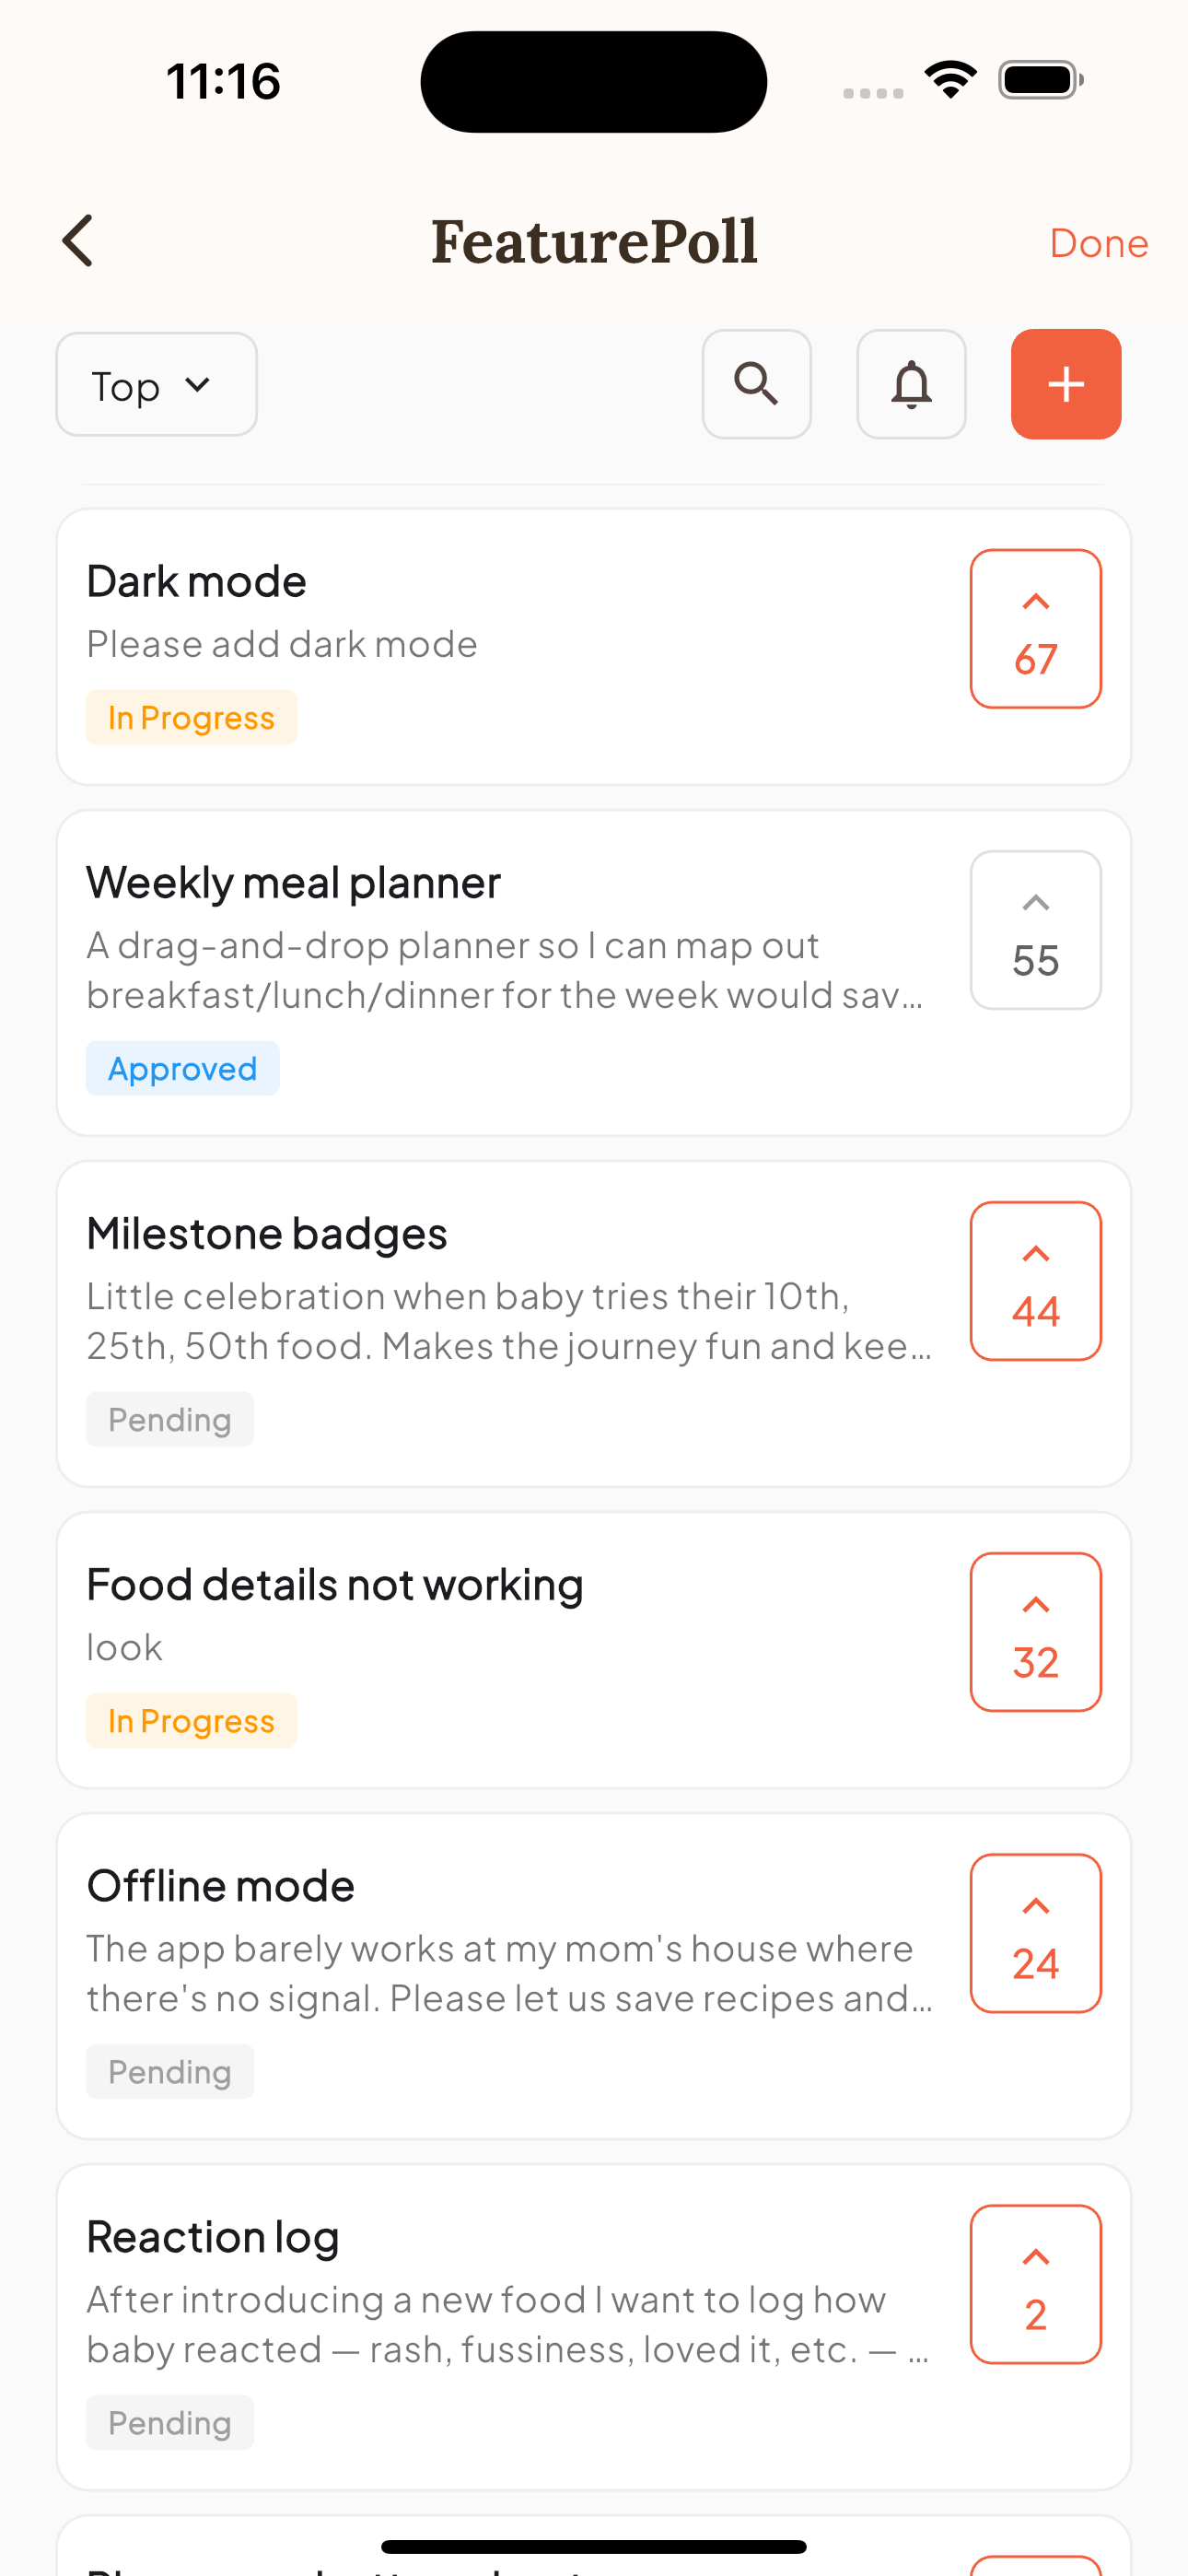 11:16
FeaturePoll
Done
Top
Dark mode
Please add dark mode
In Progress
67
Weekly meal planner
A drag-and-drop planner so I can map out
breakfast/lunch/dinner for the week would sav...
Approved
55
Milestone badges
Little celebration when baby tries their 10th,
25th, 50th food. Makes the journey fun and kee...
Pending
44
Food details not working
look
In Progress
32
Offline mode
The app barely works at my mom's house where
there's no signal. Please let us save recipes and...
Pending
24
Reaction log
After introducing a new food I want to log how
baby reacted — rash, fussiness, loved it, etc. — ...
Pending
2